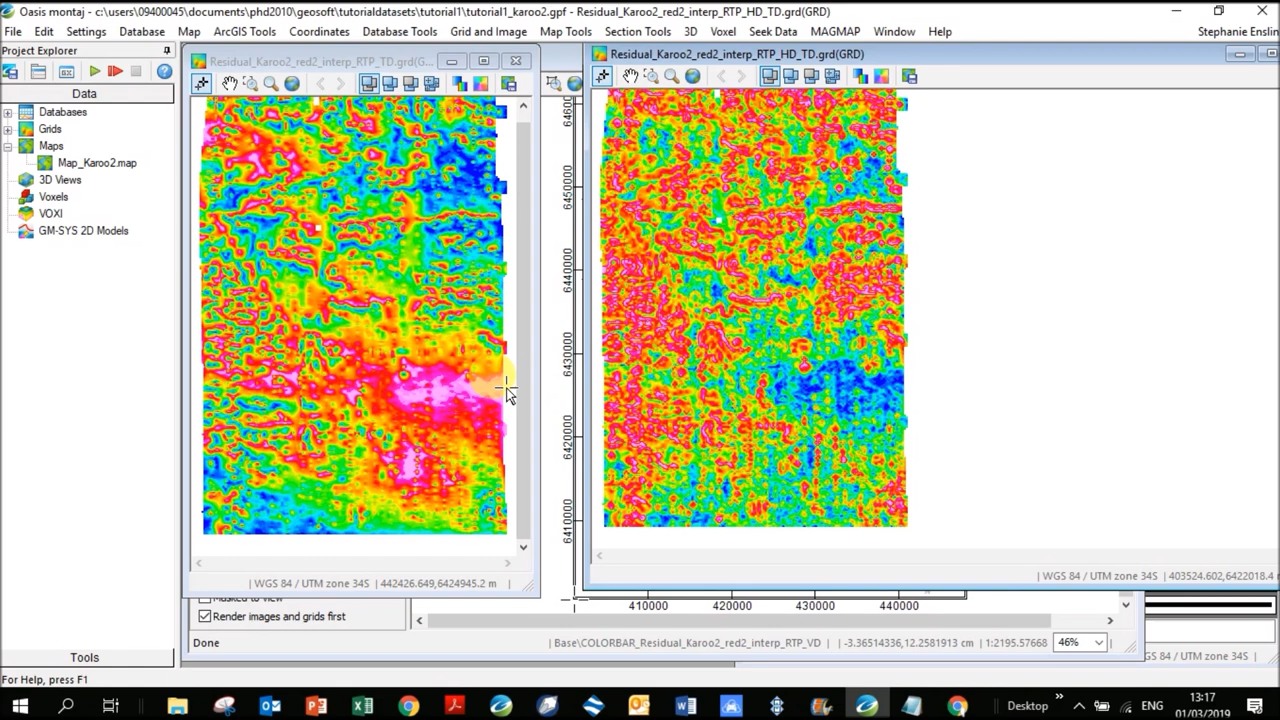 Oasis montaj - c:\users\09400045\documents\phd2010\geosoft\tutorialdatasets\tutorial1\tutorial1_karoo2.gpf - Residual_Karoo2_red2_interp_RTP_HD_TD.grd(GRD)
File Edit Settings Database Map ArcGIS Tools Coordinates Database Tools Grid and Image Map Tools Section Tools 3D Voxel Seek Data MAGMAP Window Help Stephanie Enslin
Project Explorer
Data
Databases
Grids
Maps
Map_Karoo2.map
3D Views
Voxels
VOXI
GM-SYS 2D Models
Tools
Residual_Karoo2_red2_interp_RTP_TD.grd(G...
WGS 84 / UTM zone 34S | 442426.649,6424945.2 m |
Residual_Karoo2_red2_interp_RTP_HD_TD.grd(GRD)
| WGS 84 / UTM zone 34S | 403524.602,6422018.4 m
6450000
6440000
6430000
6420000
6410000
410000 420000 430000 440000
Masked to view
Render images and grids first
Done | Base\COLORBAR_Residual_Karoo2_red2_interp_RTP_VD | -3.36514336,12.2581913 cm | 1:2195.57668 46%
GS 84 / UTM zone 34S
For Help, press F1
Desktop ENG 13:17
01/03/2019